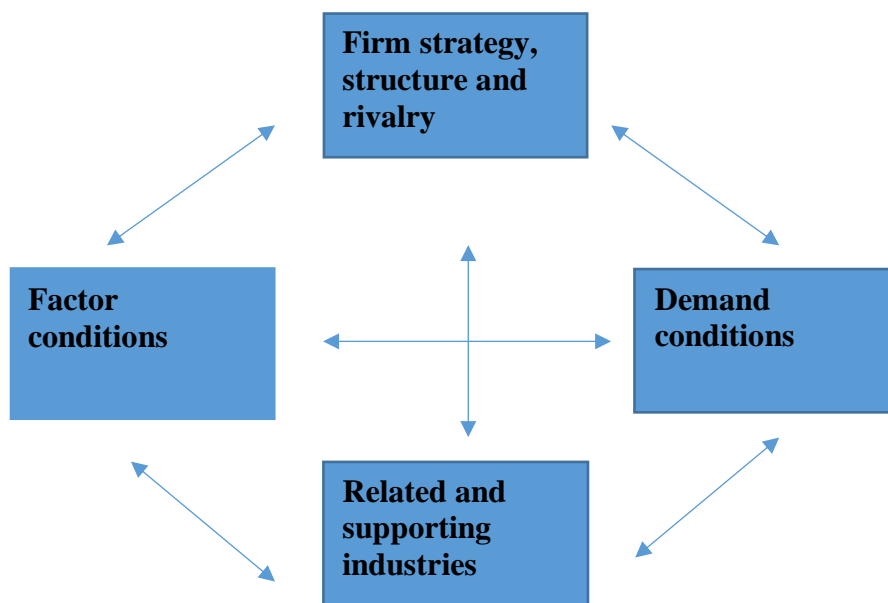 Firm strategy,
structure and
rivalry
Factor
conditions
Demand
conditions
Related and
supporting
industries